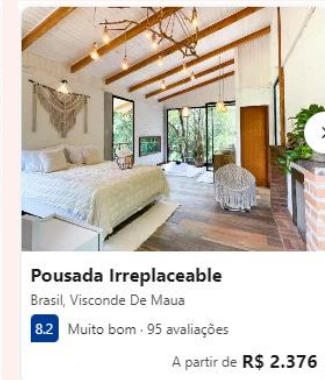 Pousada Irreplaceable
Brasil, Visconde De Maua
8.2 Muito bom · 95 avaliações
A partir de R$ 2.376